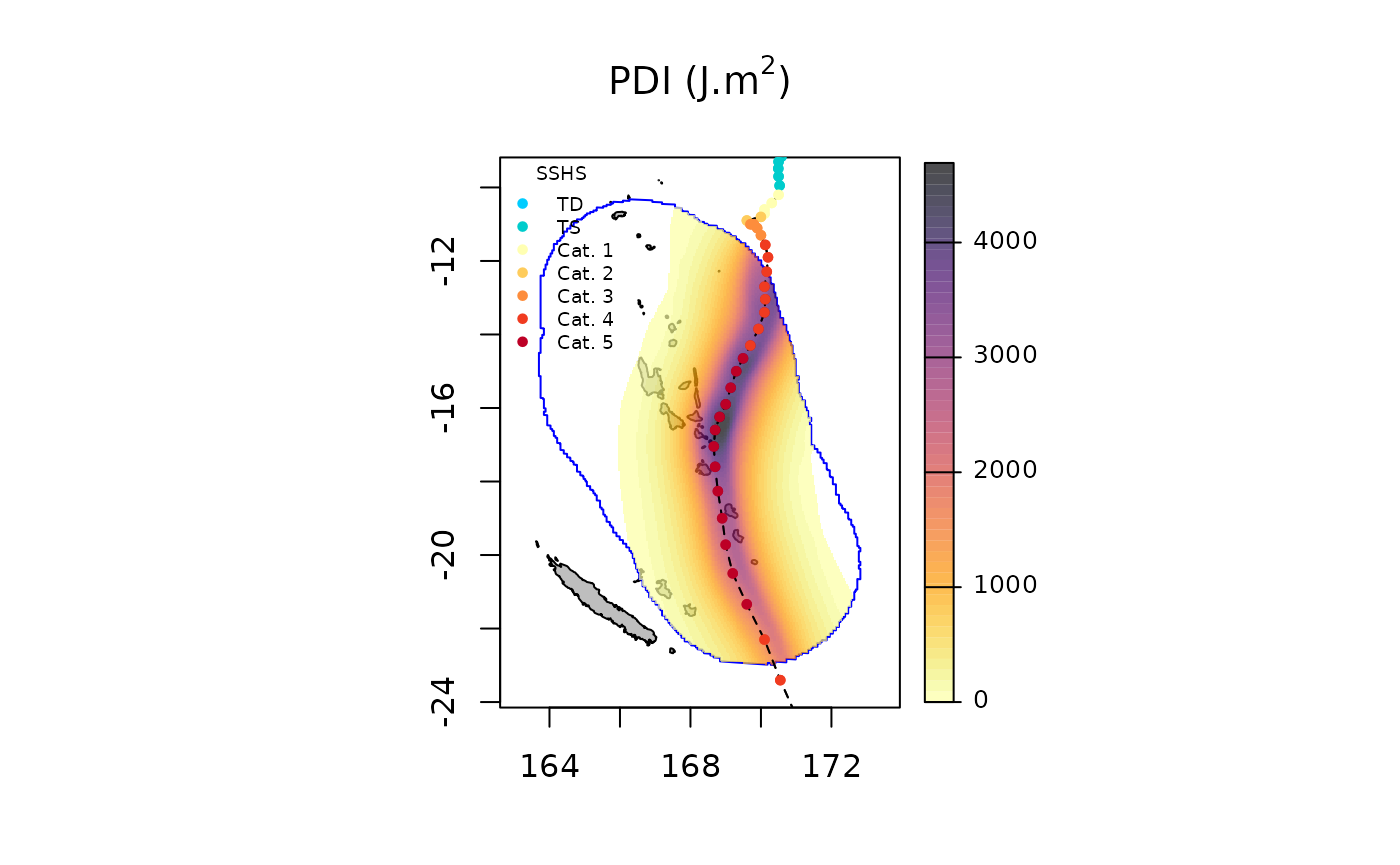 PDI (J.m²)
SSHS
TD
TS
Cat. 1
Cat. 2
Cat. 3
Cat. 4
Cat. 5
-12
-16
-20
-24
164 168 172
4000
3000
2000
1000
0